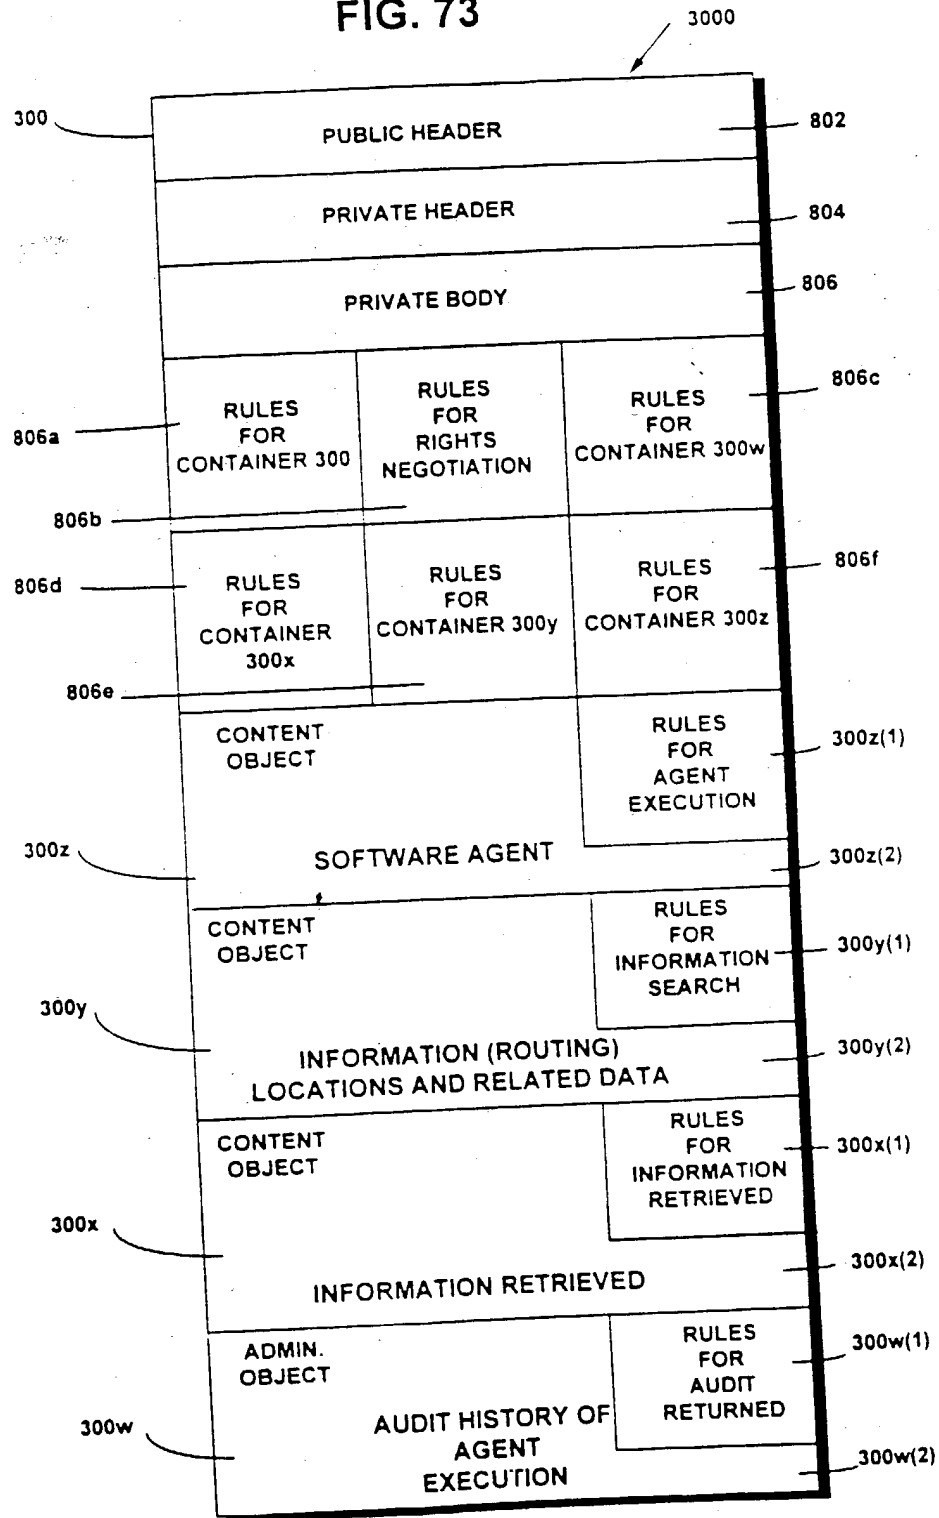 FIG. 73
3000
300
PUBLIC HEADER
802
PRIVATE HEADER
804
PRIVATE BODY
806
806a
RULES
FOR
CONTAINER 300
806b
RULES
FOR
RIGHTS
NEGOTIATION
RULES
FOR
CONTAINER 300w
806c
806d
RULES
FOR
CONTAINER
300x
806e
RULES
FOR
CONTAINER 300y
RULES
FOR
CONTAINER 300z
806f
CONTENT
OBJECT
RULES
FOR
AGENT
EXECUTION
300z(1)
300z
SOFTWARE AGENT
300z(2)
CONTENT
OBJECT
RULES
FOR
INFORMATION
SEARCH
300y(1)
300y
INFORMATION (ROUTING)
LOCATIONS AND RELATED DATA
300y(2)
CONTENT
OBJECT
RULES
FOR
INFORMATION
RETRIEVED
300x(1)
300x
INFORMATION RETRIEVED
300x(2)
ADMIN.
OBJECT
RULES
FOR
AUDIT
RETURNED
300w(1)
300w
AUDIT HISTORY OF
AGENT
EXECUTION
300w(2)